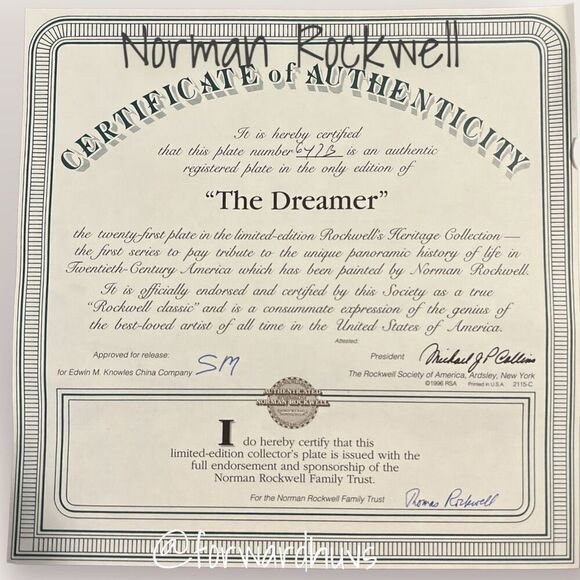 Norman Rockwell
CERTIFICATE of AUTHENTICITY
It is hereby certified
that this plate number 647B is an authentic
registered plate in the only edition of
“The Dreamer”
the twenty-first plate in the limited-edition Rockwell's Heritage Collection —
the first series to pay tribute to the unique panoramic history of life in
Twentieth-Century America which has been painted by Norman Rockwell.
It is officially endorsed and certified by this Society as a true
“Rockwell classic” and is a consummate expression of the genius of
the best-loved artist of all time in the United States of America.
Attested:
Approved for release:
for Edwin M. Knowles China Company SM
President Michael J P Collins
The Rockwell Society of America, Ardsley, New York
©1996 RSA Printed in U.S.A. 2115-C
AUTHENTICATED
NORMAN ROCKWELL
I do hereby certify that this
limited-edition collector's plate is issued with the
full endorsement and sponsorship of the
Norman Rockwell Family Trust.
For the Norman Rockwell Family Trust Thomas Rockwell
@forwardhuvs